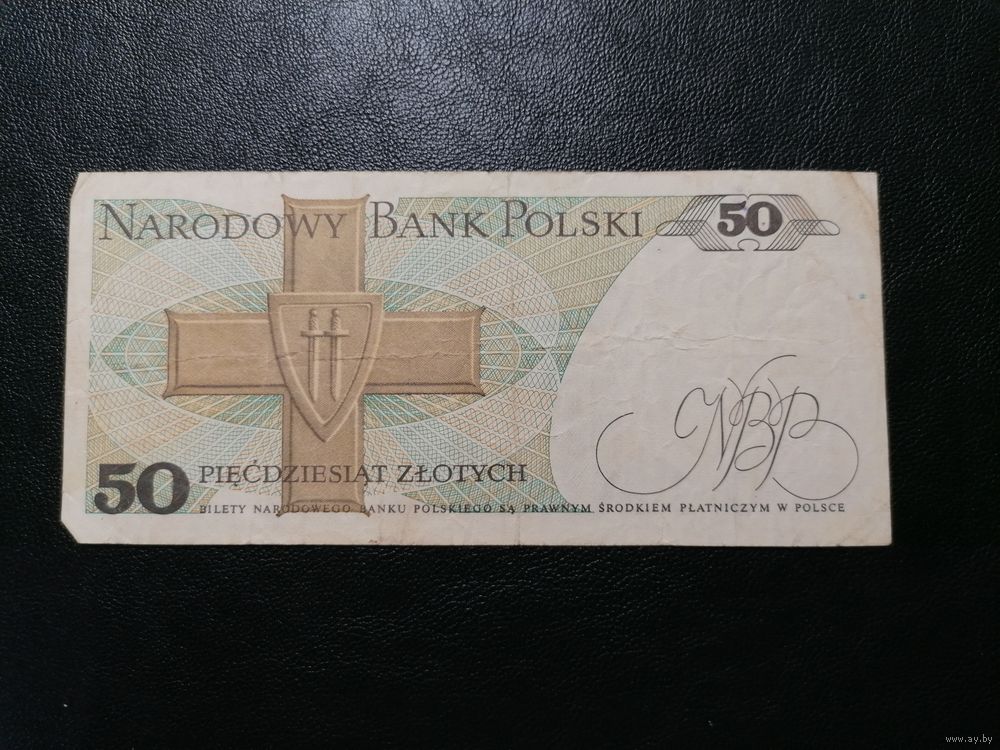 NARODOWY BANK POLSKI
50
NBP
50 PIĘĆDZIESIĄT ZŁOTYCH
BILETY NARODOWEGO BANKU POLSKIEGO SĄ PRAWNYM ŚRODKIEM PŁATNICZYM W POLSCE
www.ay.by